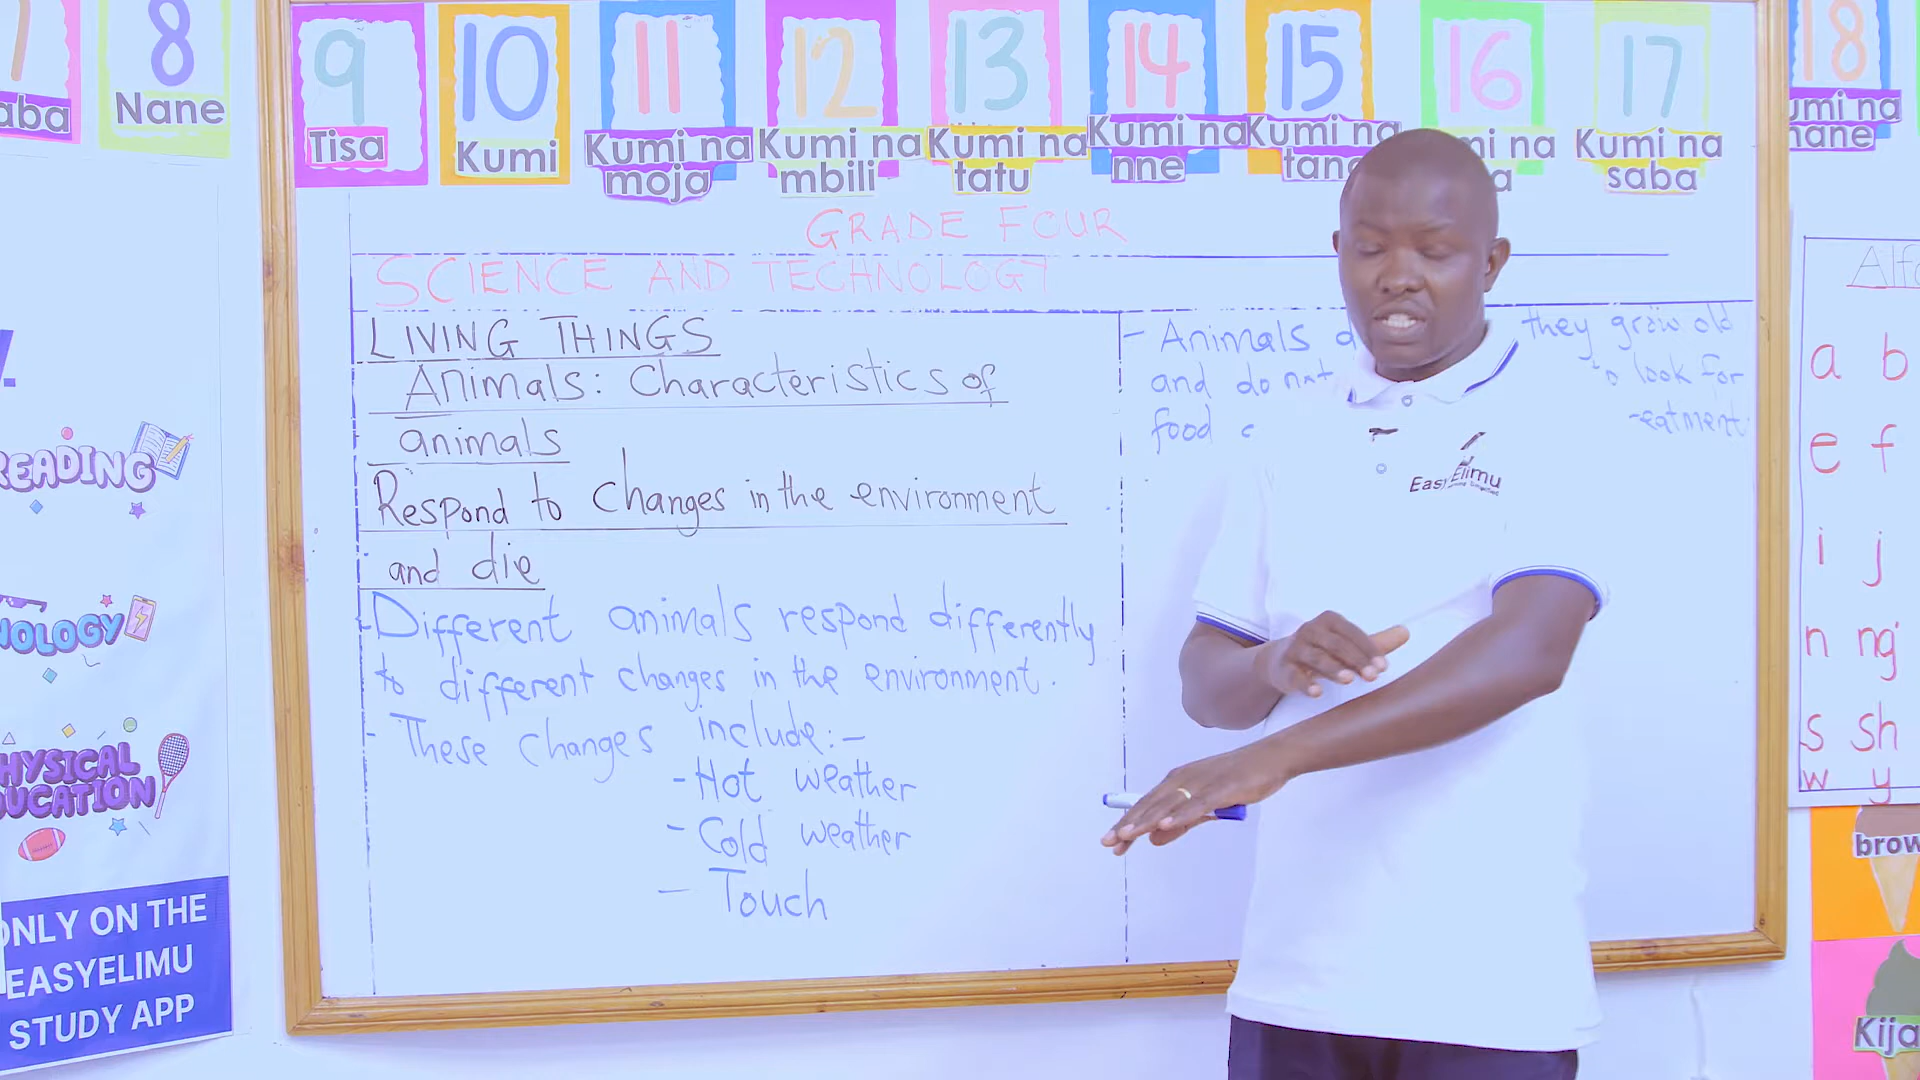 8
Nane
9
Tisa
10
Kumi
11
Kumi na
moja
12
Kumi na
mbili
13
Kumi na
tatu
14
Kumi na
nne
15
Kumi na
16
17
Kumi na
saba
18
GRADE FOUR
SCIENCE AND TECHNOLOGY
LIVING THINGS
Animals: Characteristics of
animals
Respond to changes in the environment
and die
- Different animals respond differently
to different changes in the environment.
- These changes include:-
- Hot weather
- Cold weather
- Touch
- Animals they grow old
and do not to look for
food
EasyElimu
a b
e f
i j
n ng'
s sh
w y
ONLY ON THE
EASYELIMU
STUDY APP